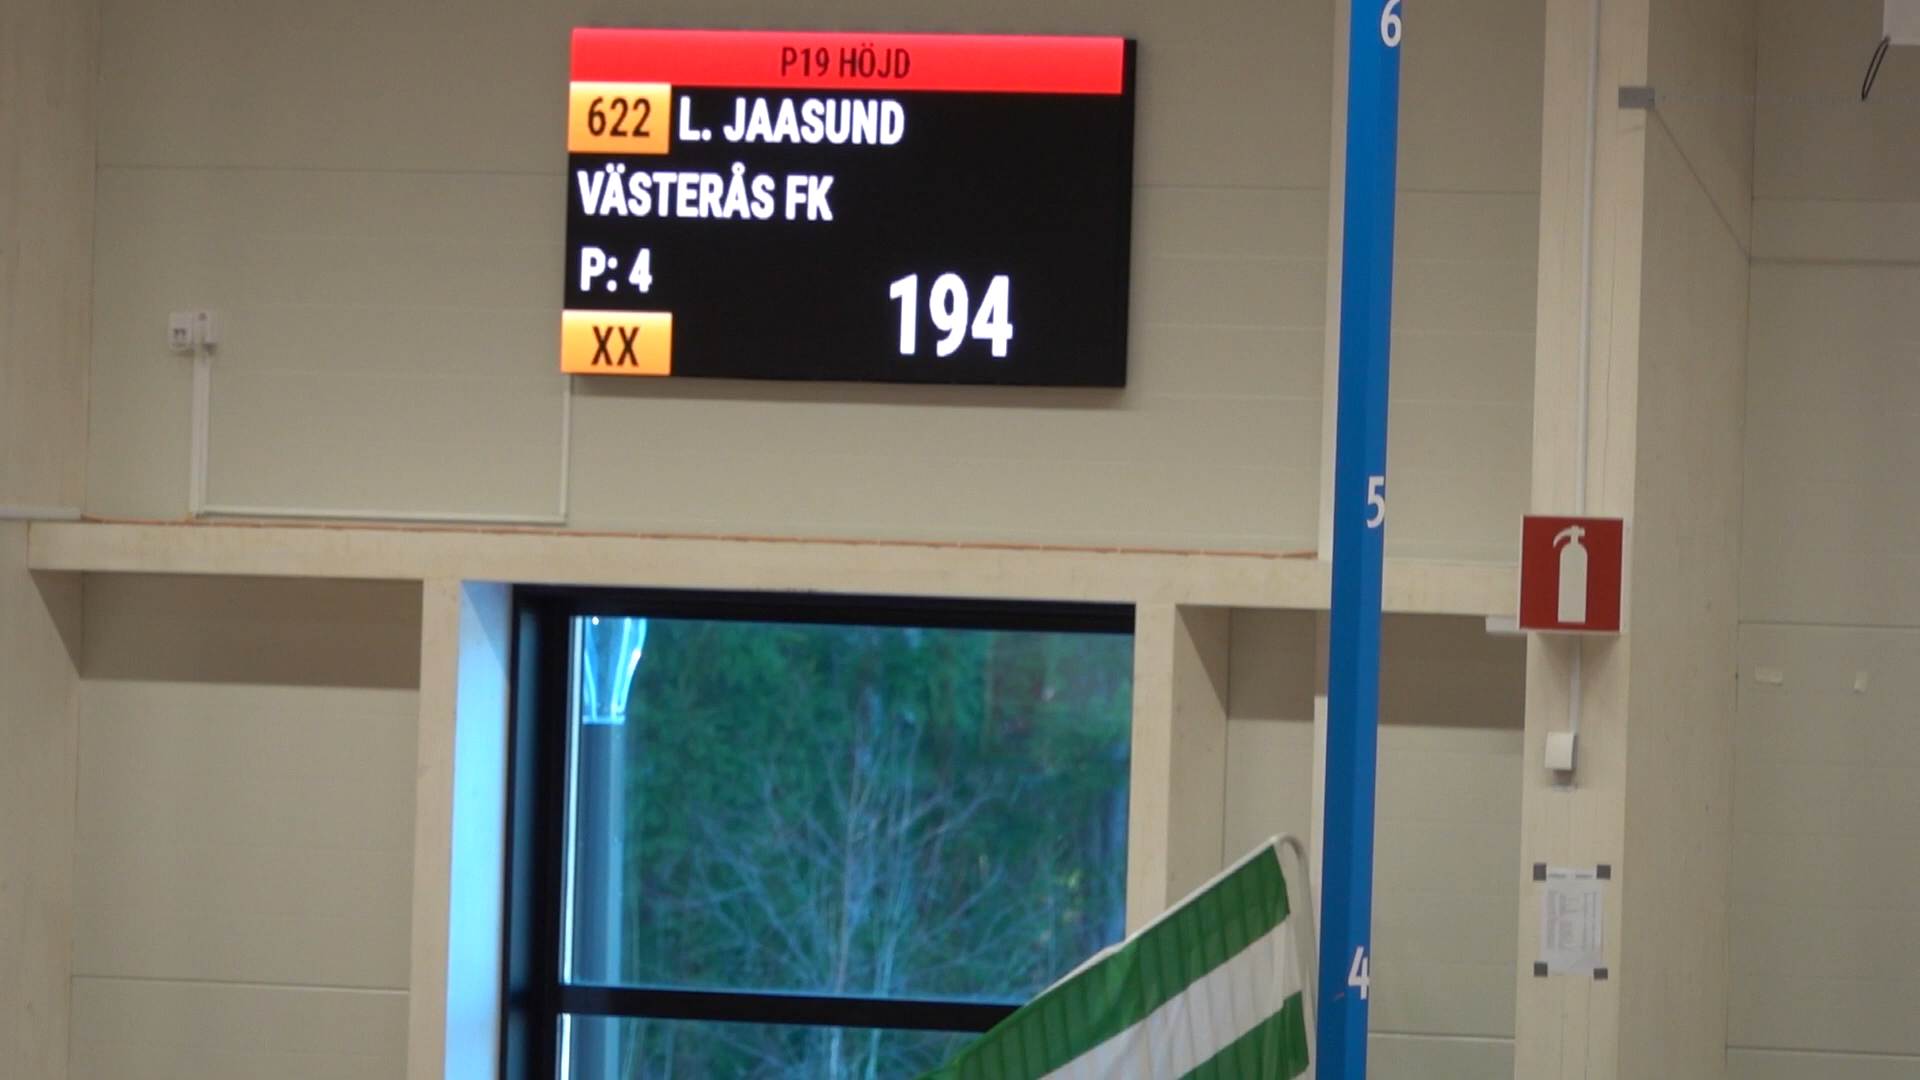 P19 HÖJD
622 L. JAASUND
VÄSTERÅS FK
P: 4
194
XX
6
5
4